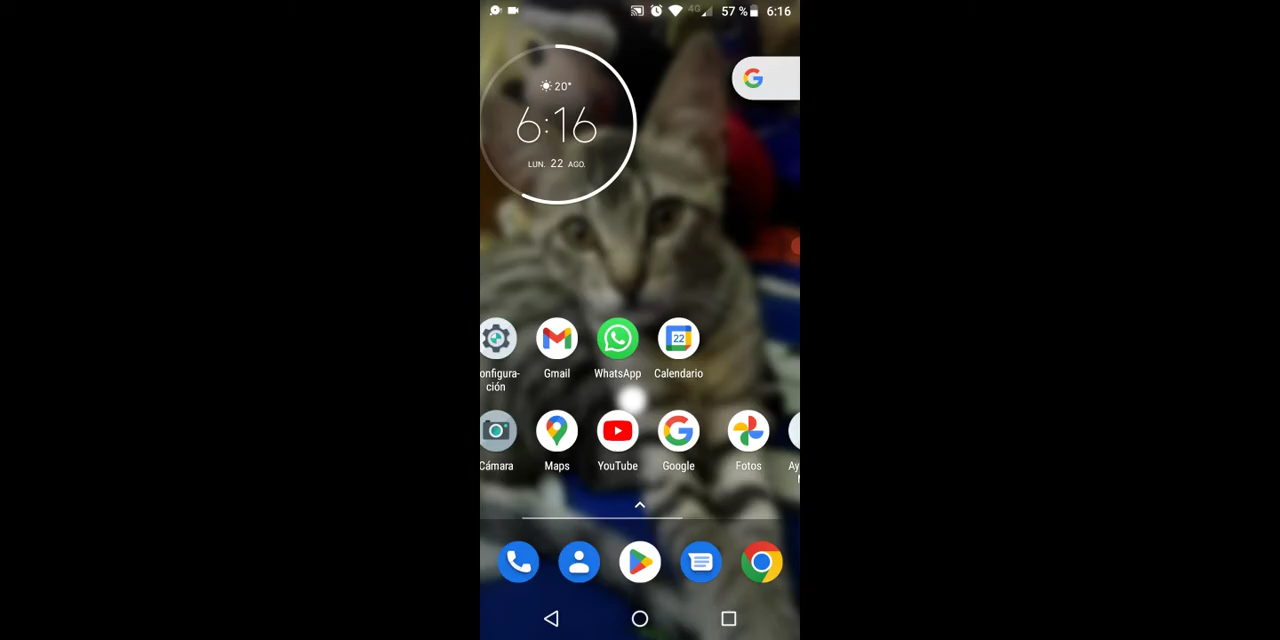 4G 57 % 6:16
20°
6:16
LUN. 22 AGO.
22
onfigura-
ción
Gmail
WhatsApp
Calendario
Cámara
Maps
YouTube
Google
Fotos
Ay